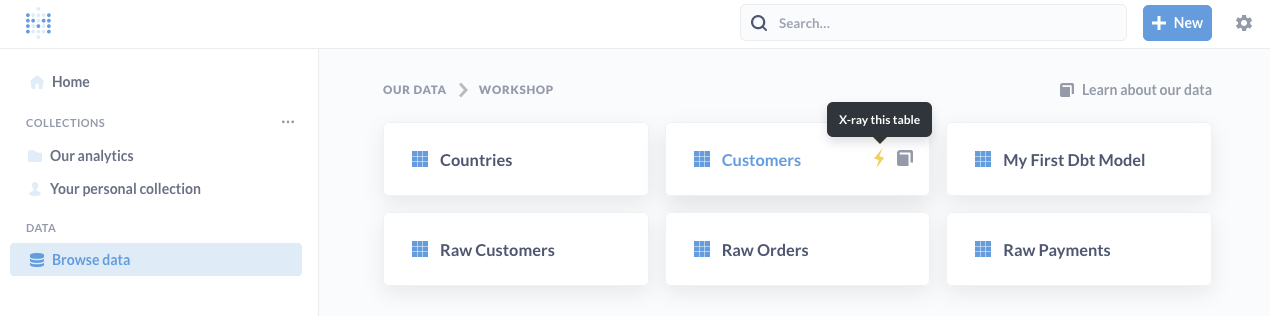 Search...
New
Home
COLLECTIONS
...
Our analytics
Your personal collection
DATA
Browse data
OUR DATA > WORKSHOP
Learn about our data
X-ray this table
Countries
Customers
My First Dbt Model
Raw Customers
Raw Orders
Raw Payments